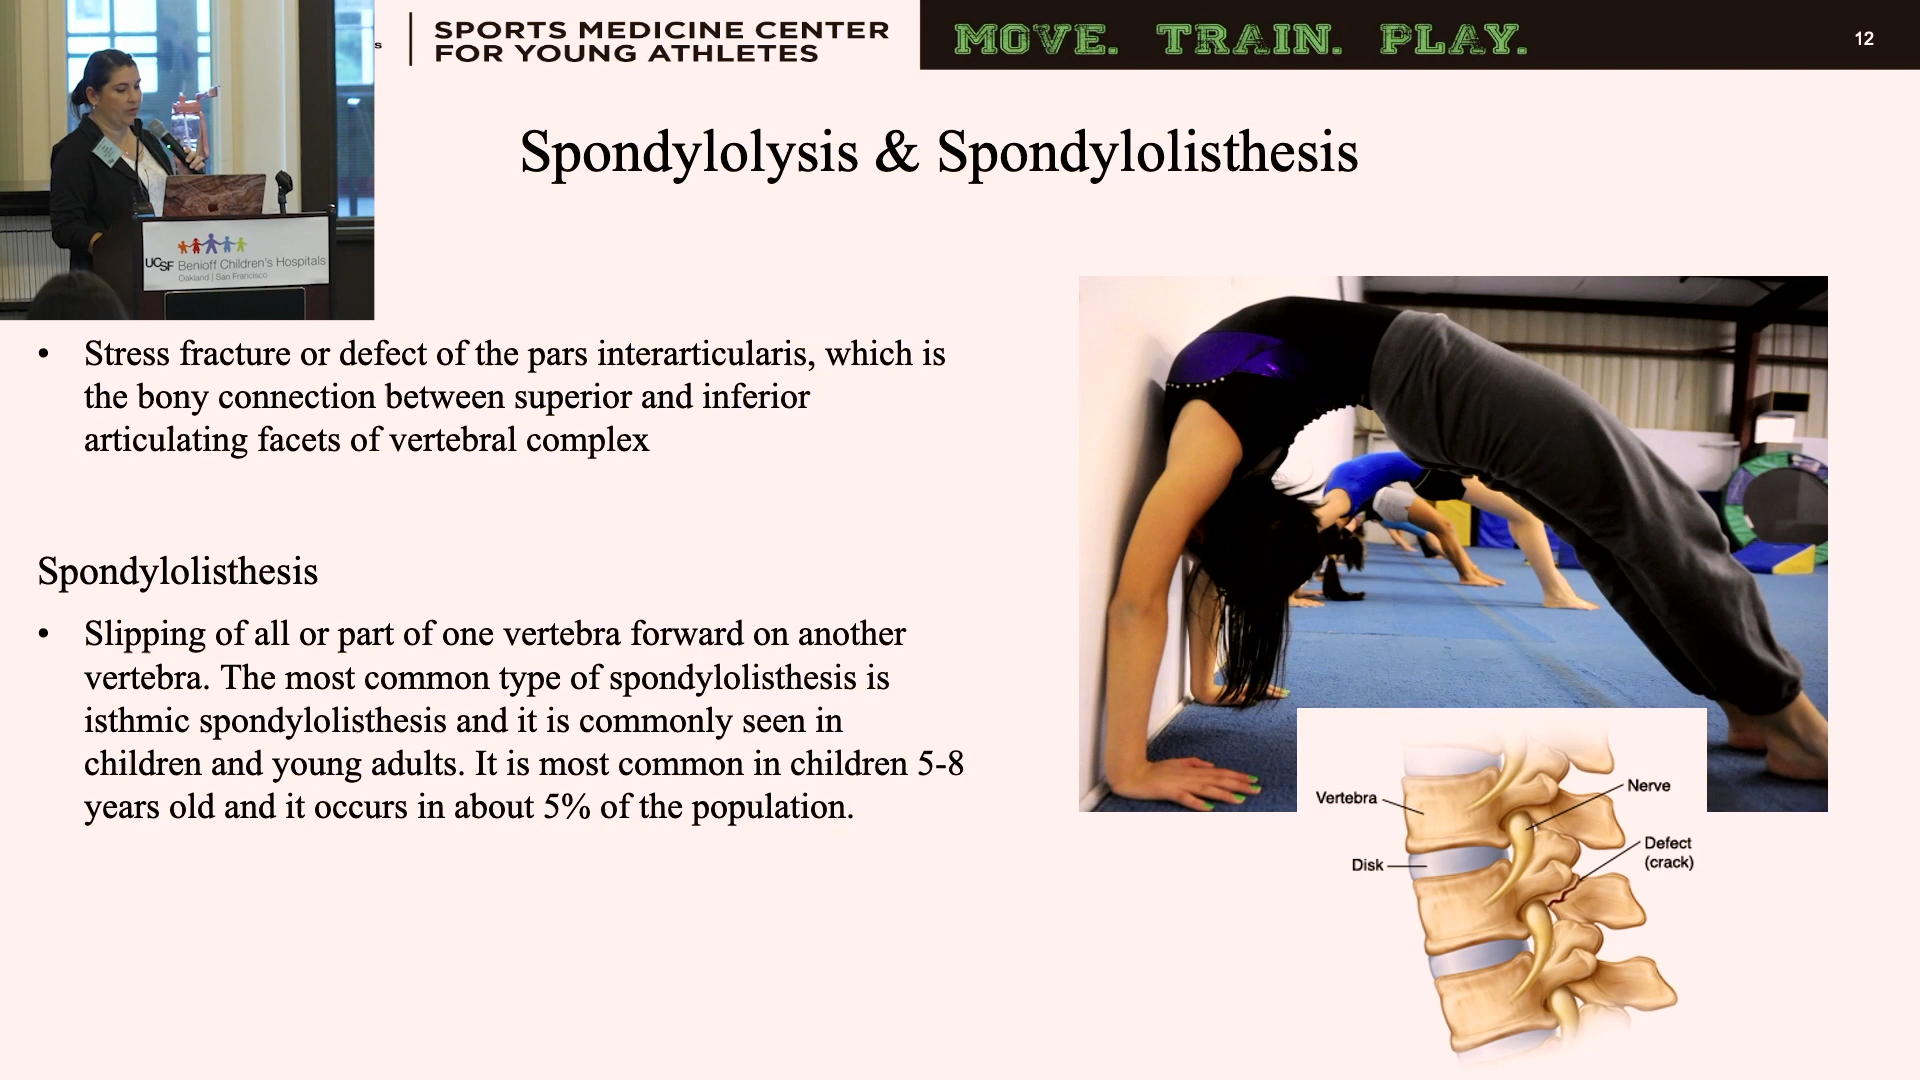 s
SPORTS MEDICINE CENTER
FOR YOUNG ATHLETES
MOVE. TRAIN. PLAY.
12
UCSF Benioff Children's Hospitals
Oakland | San Francisco
Spondylolysis & Spondylolisthesis
• Stress fracture or defect of the pars interarticularis, which is
the bony connection between superior and inferior
articulating facets of vertebral complex
Spondylolisthesis
• Slipping of all or part of one vertebra forward on another
vertebra. The most common type of spondylolisthesis is
isthmic spondylolisthesis and it is commonly seen in
children and young adults. It is most common in children 5-8
years old and it occurs in about 5% of the population.
Vertebra
Nerve
Disk
Defect
(crack)